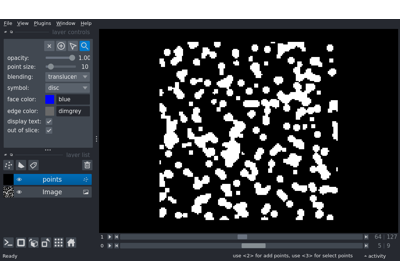 File View Plugins Window Help
layer controls
opacity: 1.00
point size: 10
blending: translucen
symbol: disc
face color: blue
edge color: dimgrey
display text:
out of slice:
layer list
points
Image
1 64 127
0 5 9
Ready use <2> for add points, use <3> for select points activity